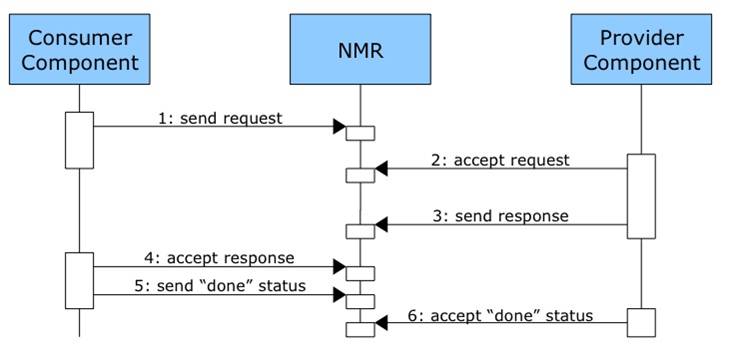 Consumer
Component
NMR
Provider
Component
1: send request
2: accept request
3: send response
4: accept response
5: send “done” status
6: accept “done” status